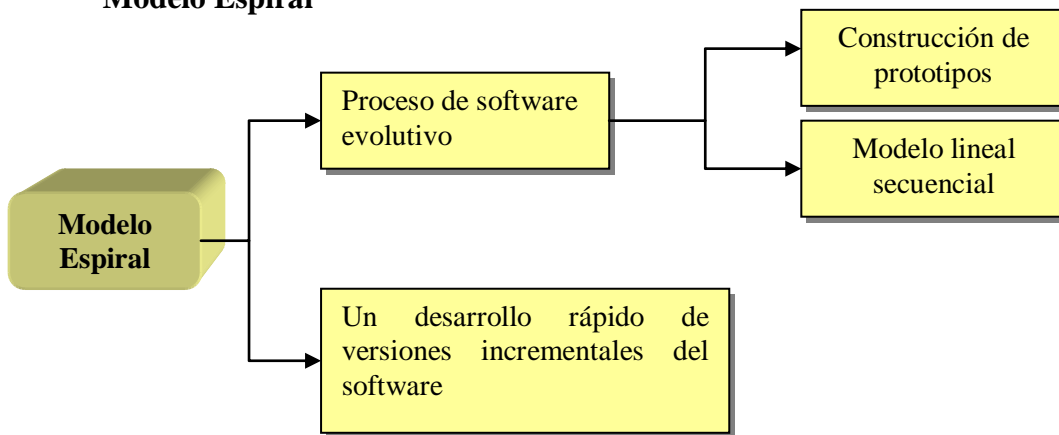 Modelo Espiral
Construcción de
prototipos
Proceso de software
evolutivo
Modelo lineal
secuencial
Modelo
Espiral
Un desarrollo rápido de
versiones incrementales del
software